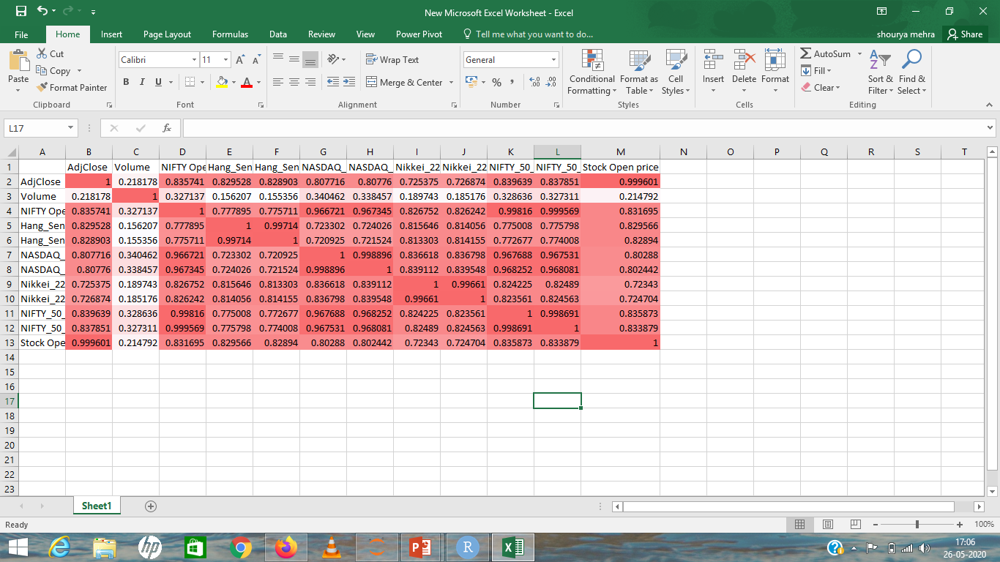 New Microsoft Excel Worksheet - Excel
File Home Insert Page Layout Formulas Data Review View Power Pivot Tell me what you want to do... shourya mehra Share
Paste Cut Copy Format Painter
Calibri 11 B I U A
Wrap Text Merge & Center
General % ,
Conditional Formatting Format as Table Cell Styles
Insert Delete Format
AutoSum Fill Clear Sort & Filter Find & Select
Clipboard Font Alignment Number Styles Cells Editing
L17 fx
A B C D E F G H I J K L M N O P Q R S T
1 AdjClose Volume NIFTY Ope Hang_Sen Hang_Sen NASDAQ_ NASDAQ_ Nikkei_22 Nikkei_22 NIFTY_50_ NIFTY_50_ Stock Open price
2 AdjClose 1 0.218178 0.835741 0.829528 0.828903 0.807716 0.80776 0.725375 0.726874 0.839639 0.837851 0.999601
3 Volume 0.218178 1 0.327137 0.156207 0.155356 0.340462 0.338457 0.189743 0.185176 0.328636 0.327311 0.214792
4 NIFTY Ope 0.835741 0.327137 1 0.777895 0.775711 0.966721 0.967345 0.826752 0.826242 0.99816 0.999569 0.831695
5 Hang_Sen 0.829528 0.156207 0.777895 1 0.99714 0.723302 0.724026 0.815646 0.814056 0.775008 0.775798 0.829566
6 Hang_Sen 0.828903 0.155356 0.775711 0.99714 1 0.720925 0.721524 0.813303 0.814155 0.772677 0.774008 0.82894
7 NASDAQ_ 0.807716 0.340462 0.966721 0.723302 0.720925 1 0.998896 0.836618 0.836798 0.967688 0.967531 0.80288
8 NASDAQ_ 0.80776 0.338457 0.967345 0.724026 0.721524 0.998896 1 0.839112 0.839548 0.968252 0.968081 0.802442
9 Nikkei_22 0.725375 0.189743 0.826752 0.815646 0.813303 0.836618 0.839112 1 0.99661 0.824225 0.82489 0.72343
10 Nikkei_22 0.726874 0.185176 0.826242 0.814056 0.814155 0.836798 0.839548 0.99661 1 0.823561 0.824563 0.724704
11 NIFTY_50_ 0.839639 0.328636 0.99816 0.775008 0.772677 0.967688 0.968252 0.824225 0.823561 1 0.998691 0.835873
12 NIFTY_50_ 0.837851 0.327311 0.999569 0.775798 0.774008 0.967531 0.968081 0.82489 0.824563 0.998691 1 0.833879
13 Stock Ope 0.999601 0.214792 0.831695 0.829566 0.82894 0.80288 0.802442 0.72343 0.724704 0.835873 0.833879 1
14
15
16
17
18
19
20
21
22
23
Sheet1
Ready 100%
17:06
26-05-2020